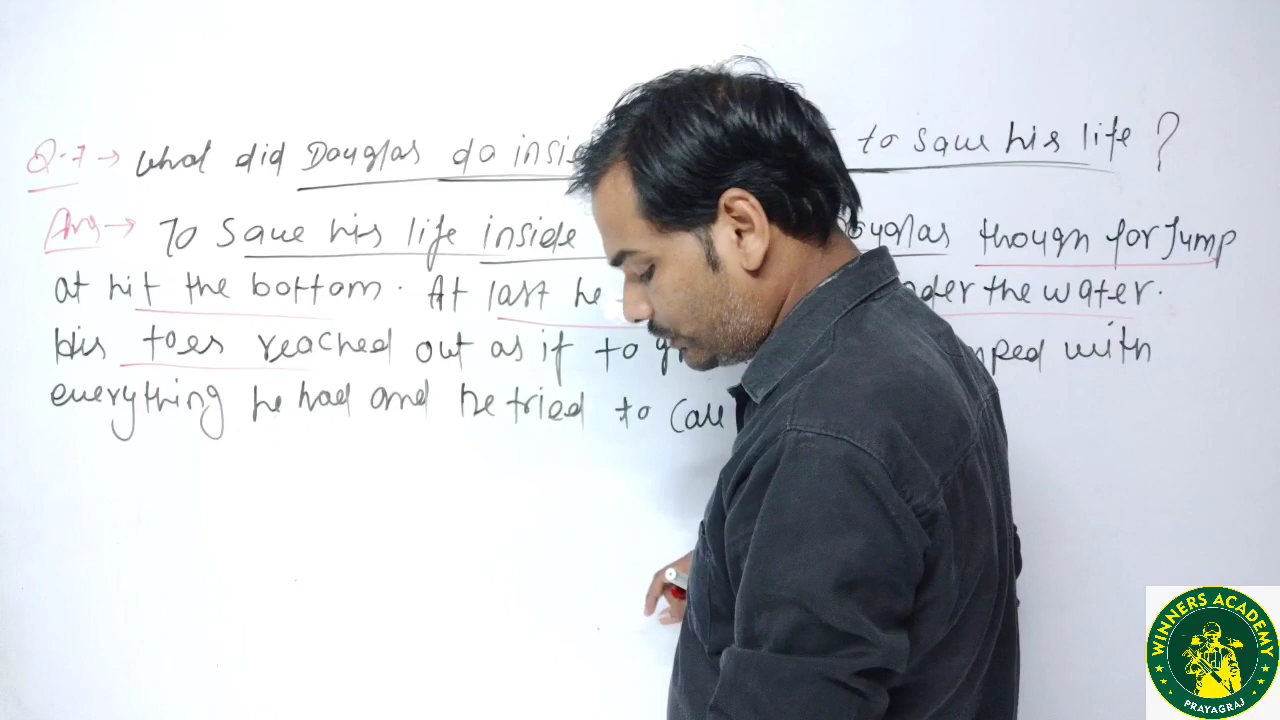 Q.7→ What did Douglas do insi to save his life ?
Ans→ To save his life inside ouglas though for Jump
at hit the bottom. At last he nder the water.
His toes reached out as if to g mped with
everything he had and he tried to
WINNERS ACADEMY
PRAYAGRAJ